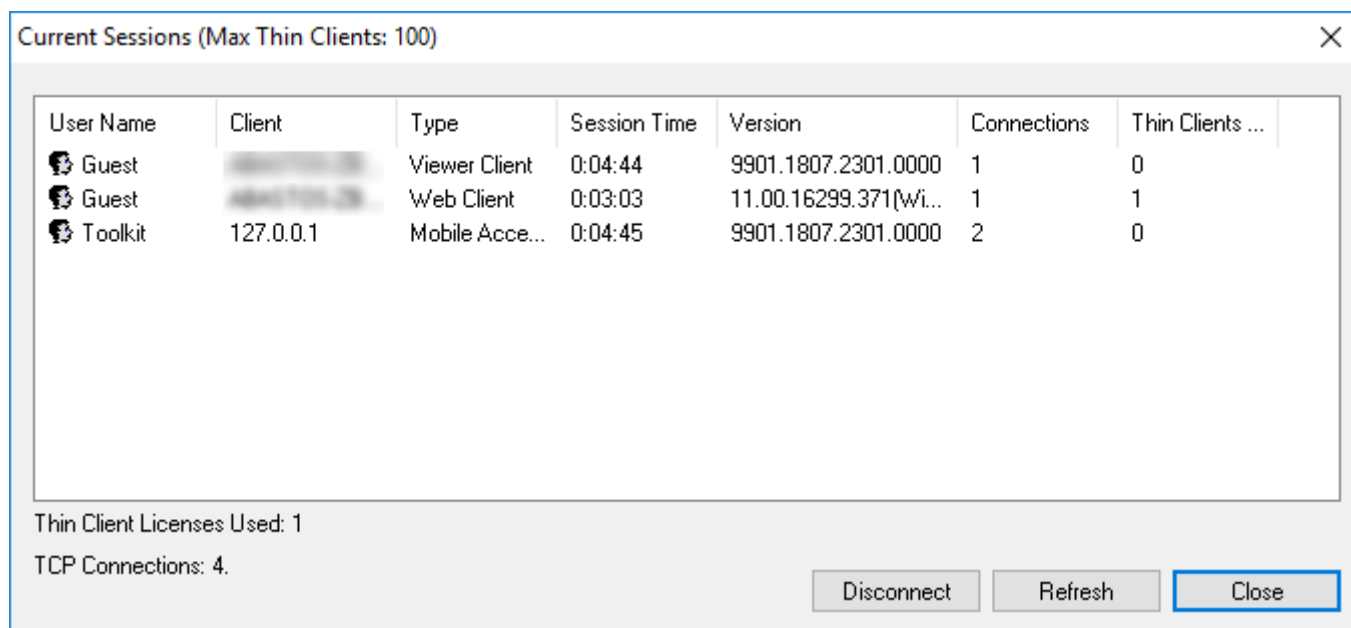 Current Sessions (Max Thin Clients: 100)
User Name Client Type Session Time Version Connections Thin Clients ...
Guest Viewer Client 0:04:44 9901.1807.2301.0000 1 0
Guest Web Client 0:03:03 11.00.16299.371(Wi... 1 1
Toolkit 127.0.0.1 Mobile Acce... 0:04:45 9901.1807.2301.0000 2 0
Thin Client Licenses Used: 1
TCP Connections: 4.
Disconnect Refresh Close